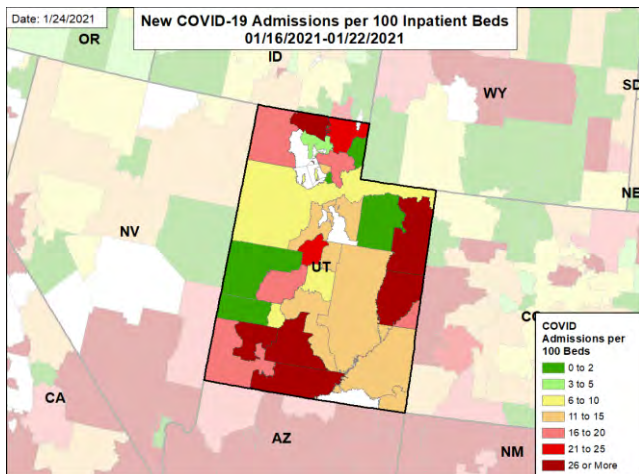 Date: 1/24/2021
New COVID-19 Admissions per 100 Inpatient Beds
01/16/2021-01/22/2021
OR
ID
WY
SD
NE
NV
UT
CO
COVID
Admissions per
100 Beds
0 to 2
3 to 5
6 to 10
11 to 15
16 to 20
21 to 25
26 or More
CA
AZ
NM